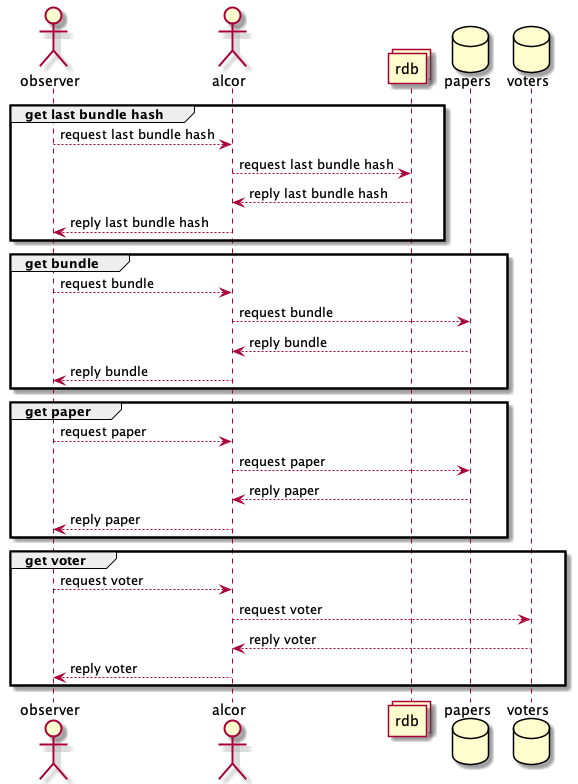 observer
alcor
rdb
papers
voters
get last bundle hash
request last bundle hash
request last bundle hash
reply last bundle hash
reply last bundle hash
get bundle
request bundle
request bundle
reply bundle
reply bundle
get paper
request paper
request paper
reply paper
reply paper
get voter
request voter
request voter
reply voter
reply voter
observer
alcor
rdb
papers
voters